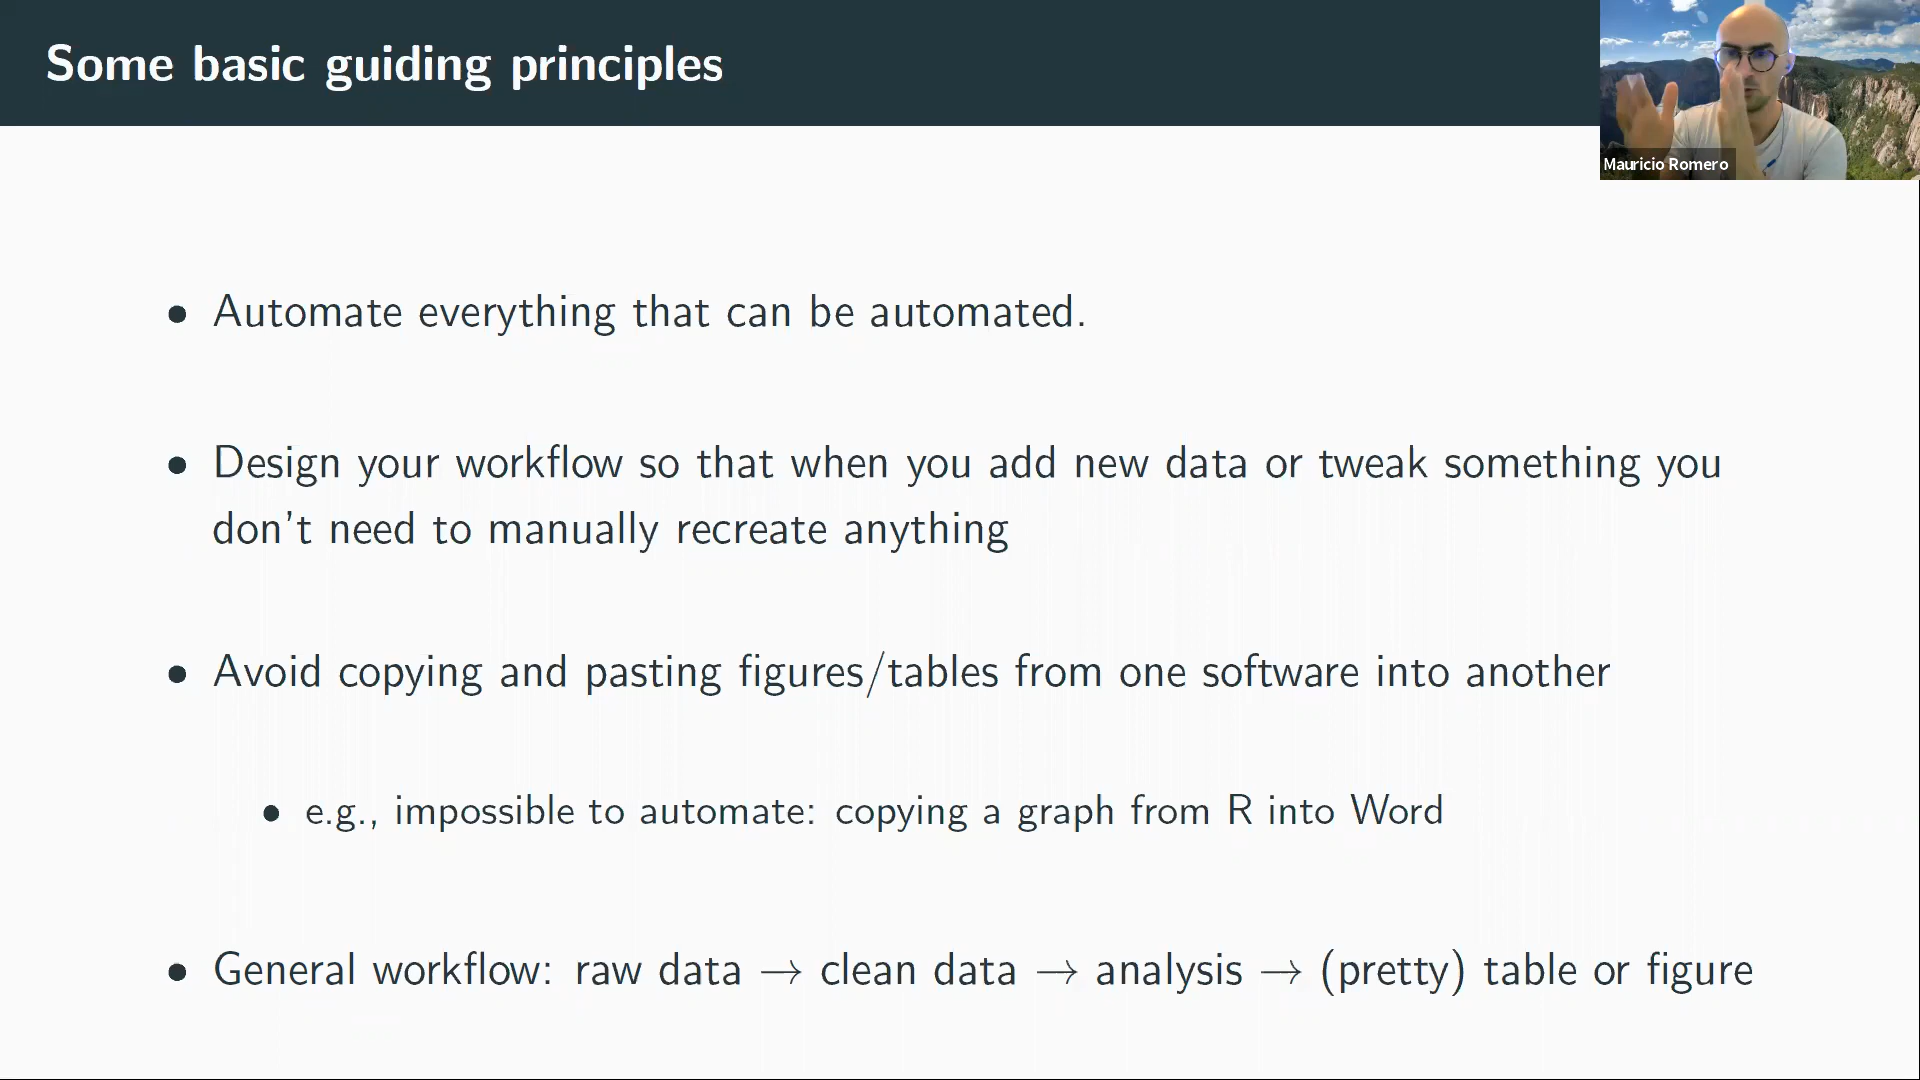 Some basic guiding principles
Mauricio Romero
• Automate everything that can be automated.
• Design your workflow so that when you add new data or tweak something you
don't need to manually recreate anything
• Avoid copying and pasting figures/tables from one software into another
• e.g., impossible to automate: copying a graph from R into Word
• General workflow: raw data → clean data → analysis → (pretty) table or figure